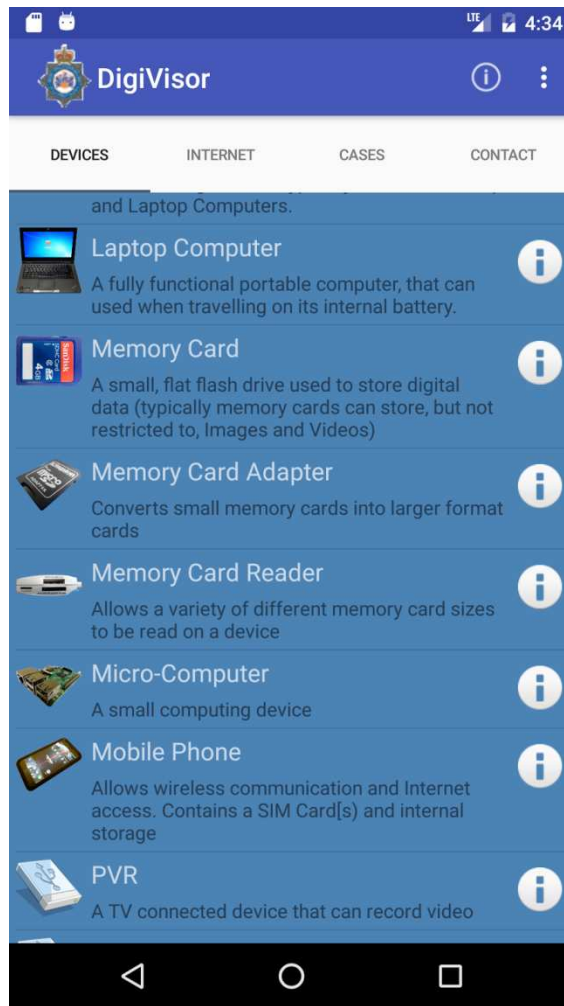 LTE 4:34
DigiVisor
DEVICES INTERNET CASES CONTACT
and Laptop Computers.
Laptop Computer
A fully functional portable computer, that can
used when travelling on its internal battery.
Memory Card
A small, flat flash drive used to store digital
data (typically memory cards can store, but not
restricted to, Images and Videos)
SanDisk
4 GB
Memory Card Adapter
Converts small memory cards into larger format
cards
Memory Card Reader
Allows a variety of different memory card sizes
to be read on a device
Micro-Computer
A small computing device
Mobile Phone
Allows wireless communication and Internet
access. Contains a SIM Card[s] and internal
storage
PVR
A TV connected device that can record video